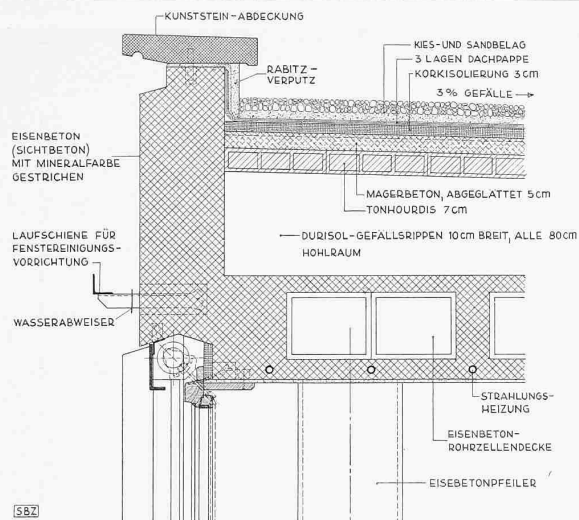 KUNSTSTEIN-ABDECKUNG
RABITZ-
VERPUTZ
KIES-UND SANDBELAG
3 LAGEN DACHPAPPE
KORKISOLIERUNG 3cm
3% GEFÄLLE
EISENBETON
(SICHTBETON)
MIT MINERALFARBE
GESTRICHEN
MAGERBETON, ABGEGLÄTTET 5cm
TONHOURDIS 7cm
LAUFSCHIENE FÜR
FENSTEREINIGUNGS-
VORRICHTUNG
DURISOL-GEFÄLLSRIPPEN 10cm BREIT, ALLE 80cm
HOHLRAUM
WASSERABWEISER
STRAHLUNGS-
HEIZUNG
EISENBETON-
ROHRZELLENDECKE
EISEBETONPFEILER
SBZ